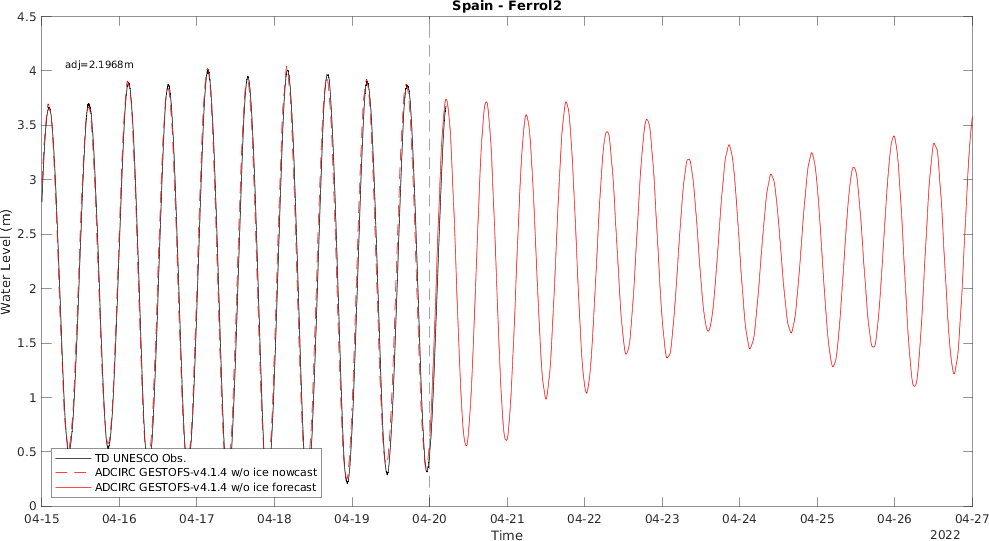 Spain - Ferrol2
adj=2.1968m
Water Level (m)
4.5
4
3.5
3
2.5
2
1.5
1
0.5
0
TD UNESCO Obs.
ADCIRC GESTOFS-v4.1.4 w/o ice nowcast
ADCIRC GESTOFS-v4.1.4 w/o ice forecast
04-15 04-16 04-17 04-18 04-19 04-20 04-21 04-22 04-23 04-24 04-25 04-26 04-27
Time
2022